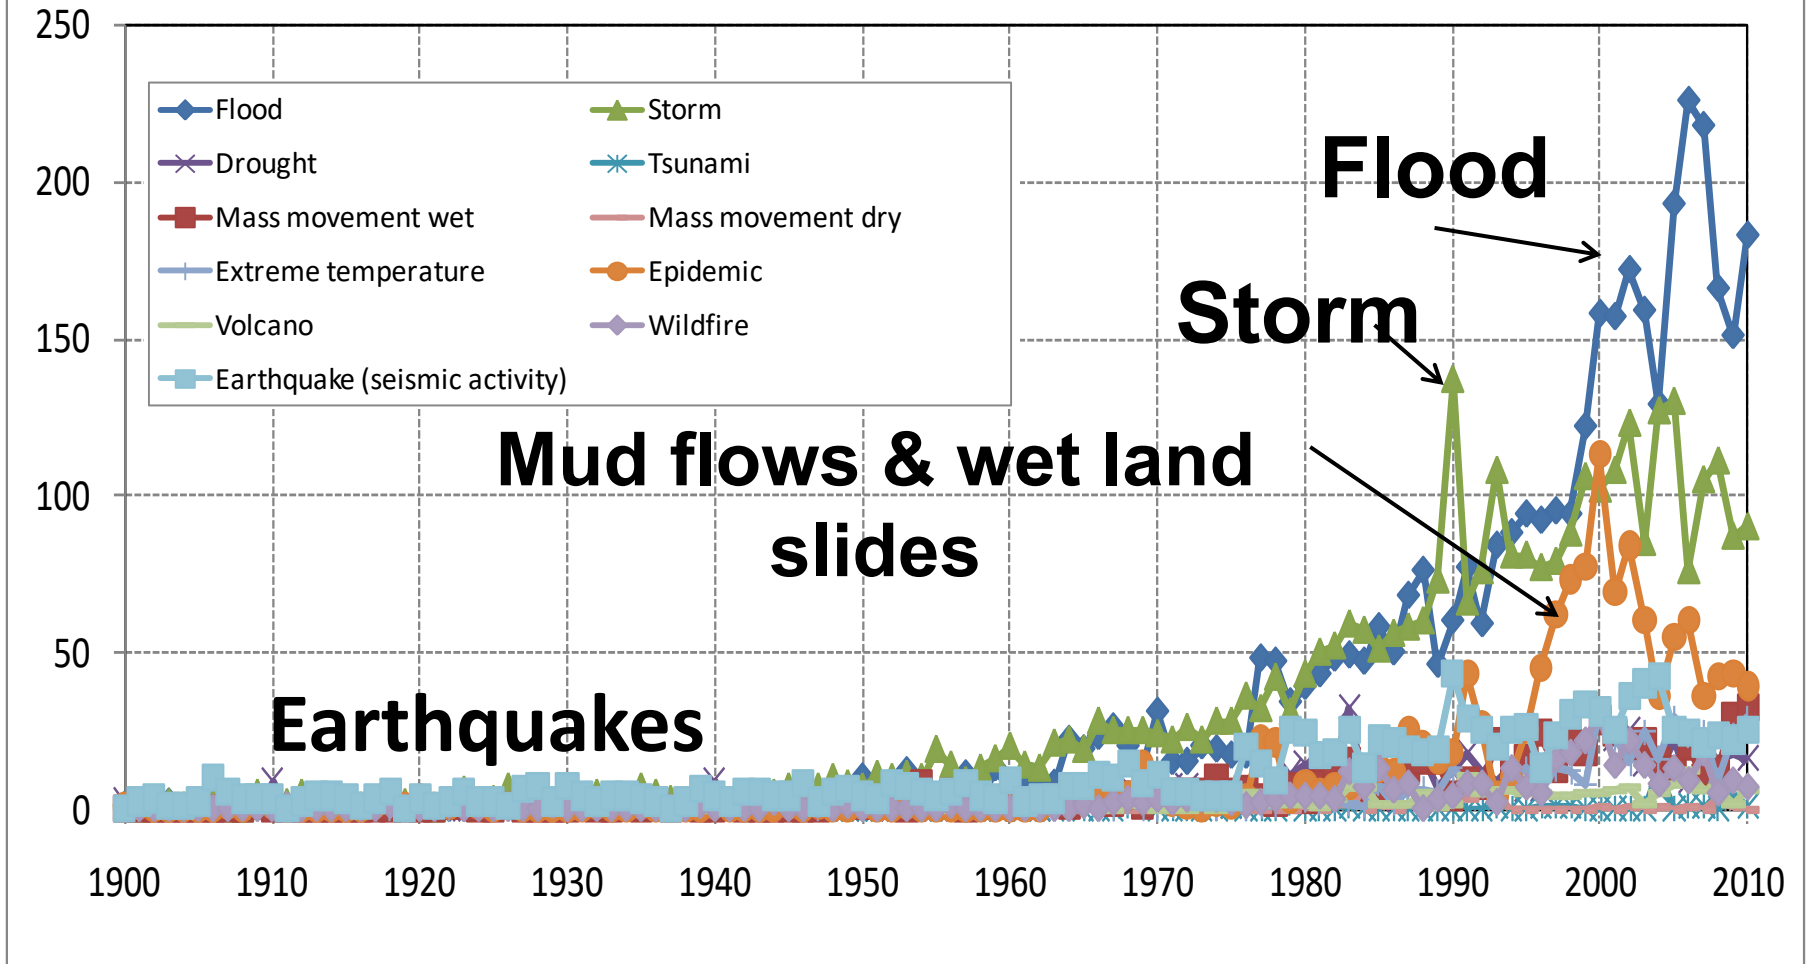 250
200
150
100
50
0
Flood
Storm
Drought
Tsunami
Mass movement wet
Mass movement dry
Extreme temperature
Epidemic
Volcano
Wildfire
Earthquake (seismic activity)
Flood
Storm
Mud flows & wet land
slides
Earthquakes
1900 1910 1920 1930 1940 1950 1960 1970 1980 1990 2000 2010